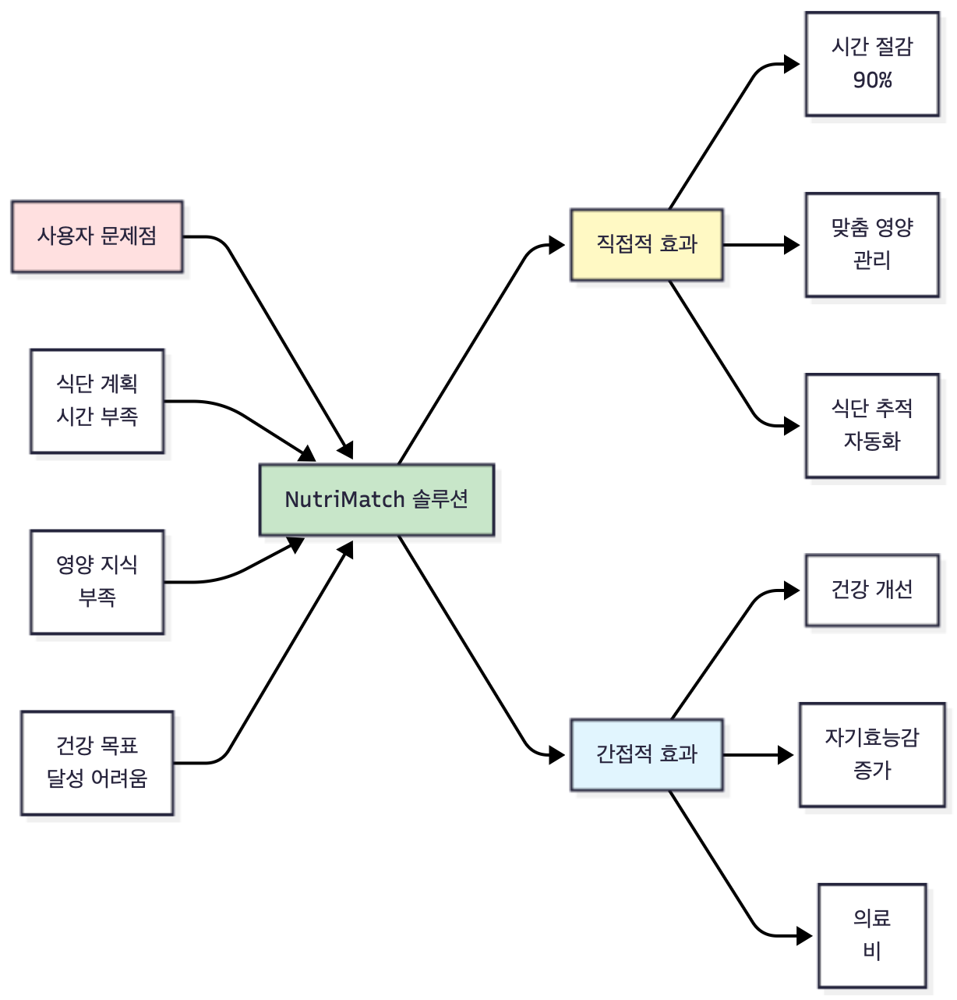 사용자 문제점
식단 계획
시간 부족
영양 지식
부족
건강 목표
달성 어려움
NutriMatch 솔루션
직접적 효과
시간 절감
90%
맞춤 영양
관리
식단 추적
자동화
간접적 효과
건강 개선
자기효능감
증가
의료
비